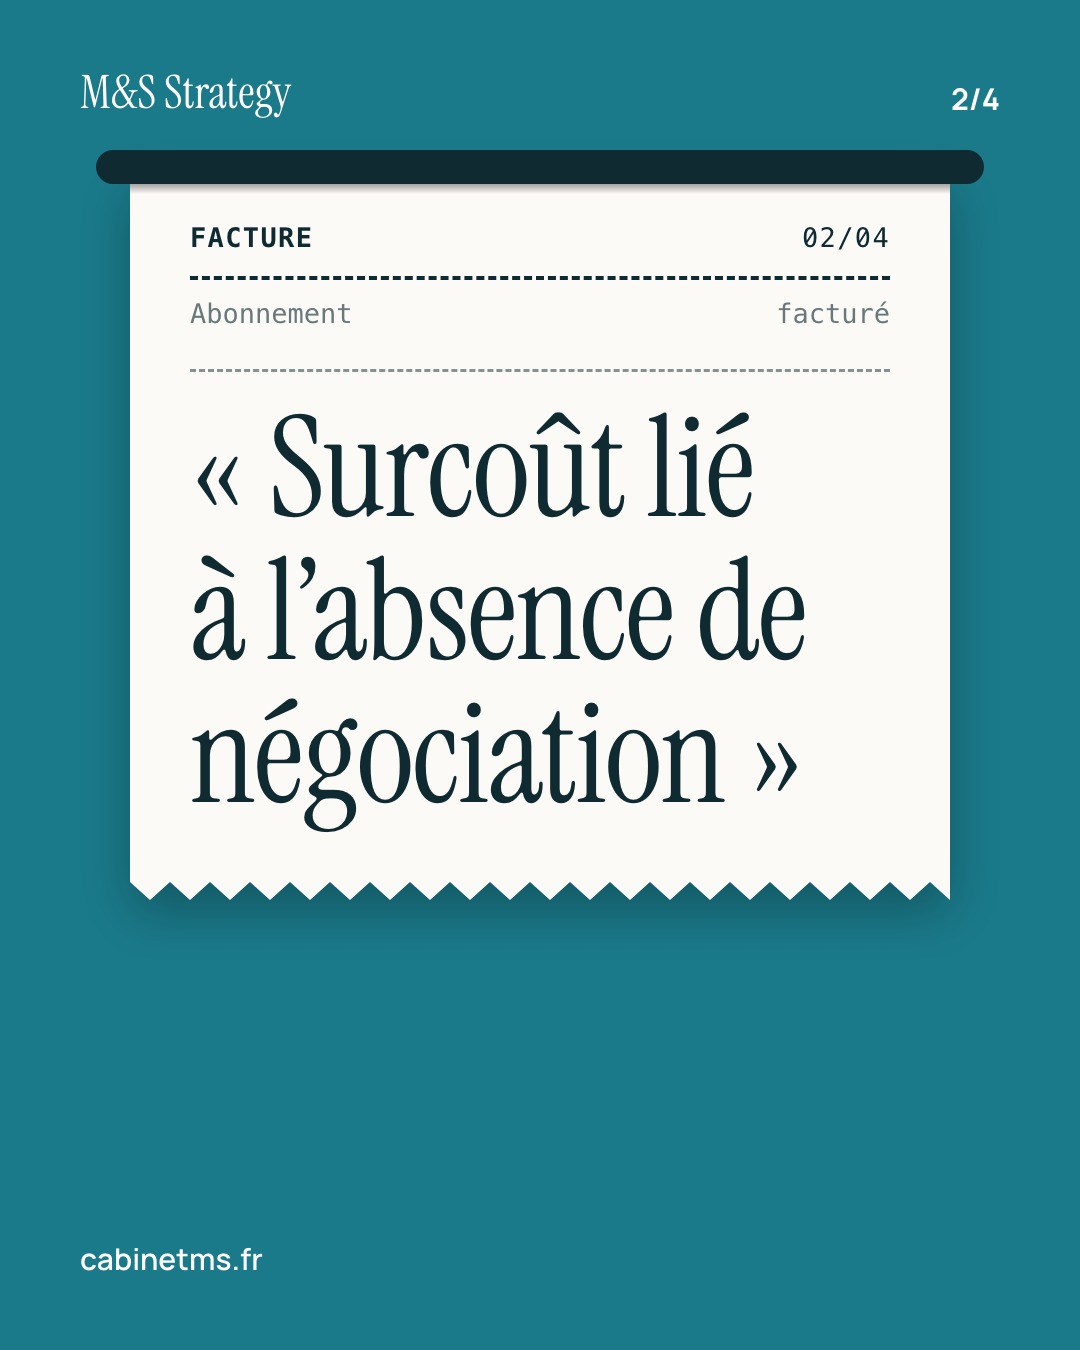 M&S Strategy
2/4
FACTURE 02/04
Abonnement facturé
« Surcoût lié
à l’absence de
négociation »
cabinetms.fr